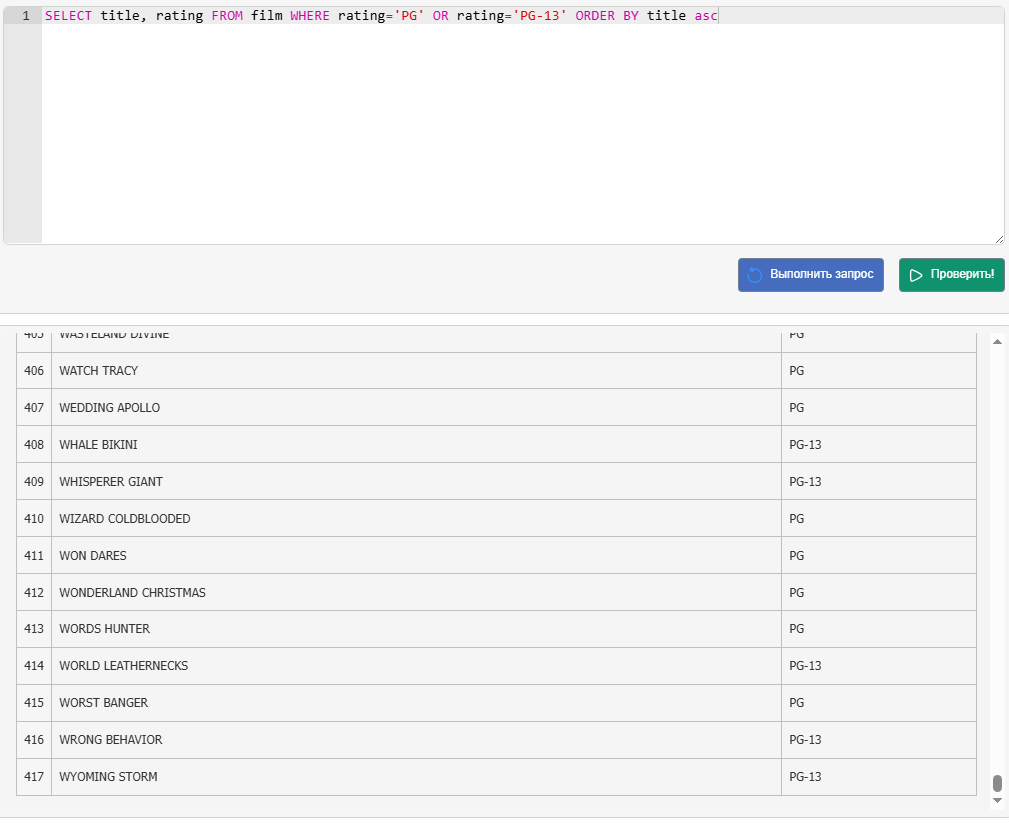 1 SELECT title, rating FROM film WHERE rating='PG' OR rating='PG-13' ORDER BY title asc
Выполнить запрос Проверить!
405 WASTELAND DIVINE PG
406 WATCH TRACY PG
407 WEDDING APOLLO PG
408 WHALE BIKINI PG-13
409 WHISPERER GIANT PG-13
410 WIZARD COLDBLOODED PG
411 WON DARES PG
412 WONDERLAND CHRISTMAS PG
413 WORDS HUNTER PG
414 WORLD LEATHERNECKS PG-13
415 WORST BANGER PG
416 WRONG BEHAVIOR PG-13
417 WYOMING STORM PG-13